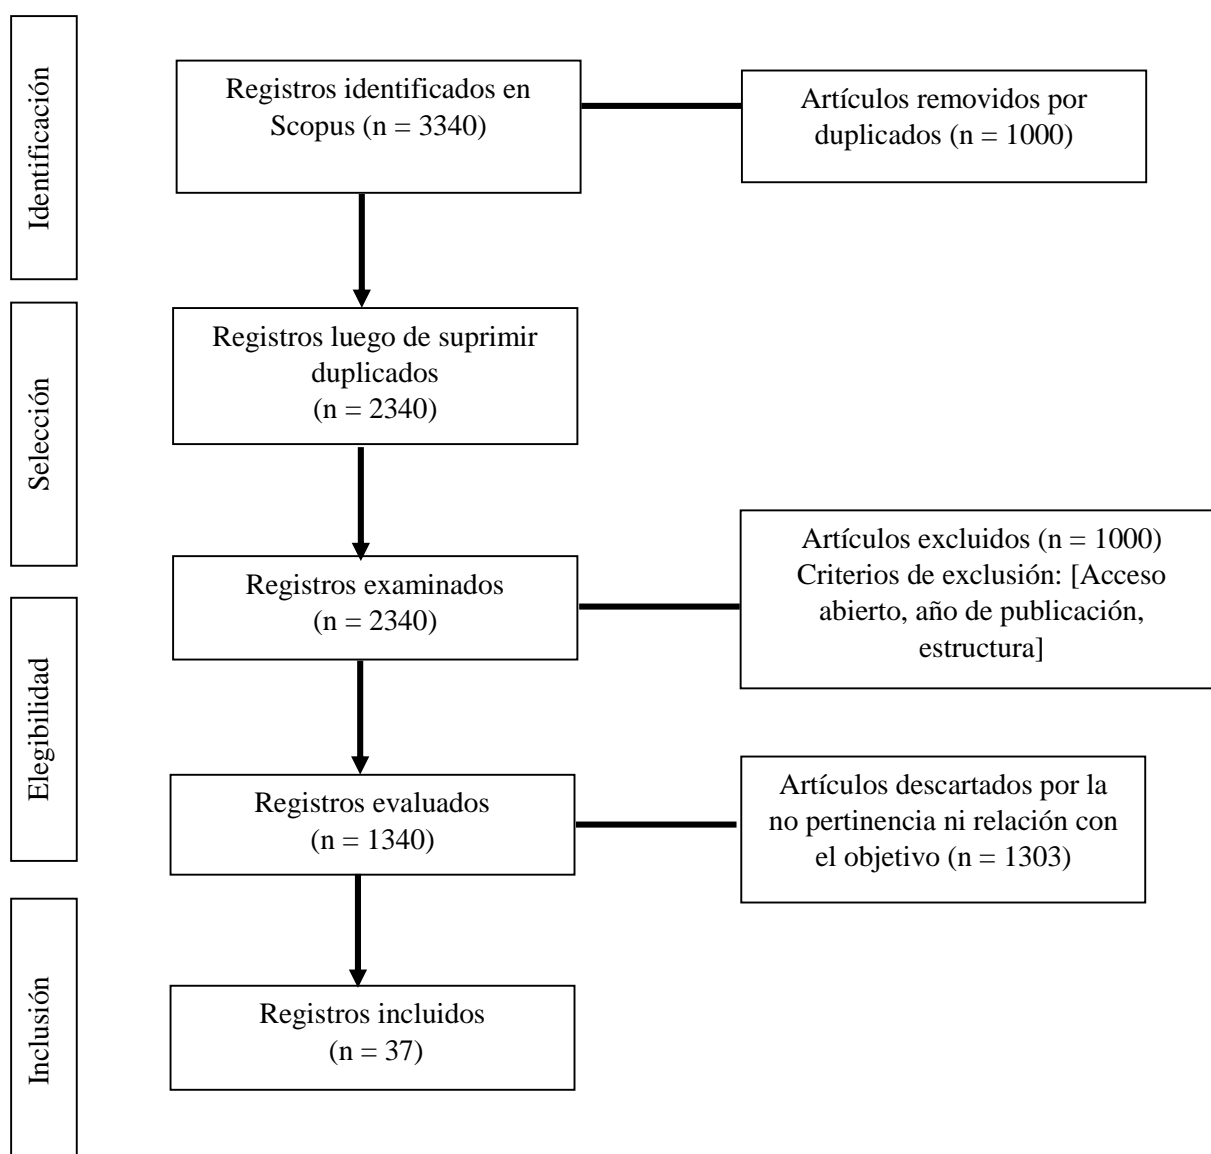 Identificación
Registros identificados en
Scopus (n = 3340)
Artículos removidos por
duplicados (n = 1000)
Selección
Registros luego de suprimir
duplicados
(n = 2340)
Registros examinados
(n = 2340)
Artículos excluidos (n = 1000)
Criterios de exclusión: [Acceso
abierto, año de publicación,
estructura]
Elegibilidad
Registros evaluados
(n = 1340)
Artículos descartados por la
no pertinencia ni relación con
el objetivo (n = 1303)
Inclusión
Registros incluidos
(n = 37)